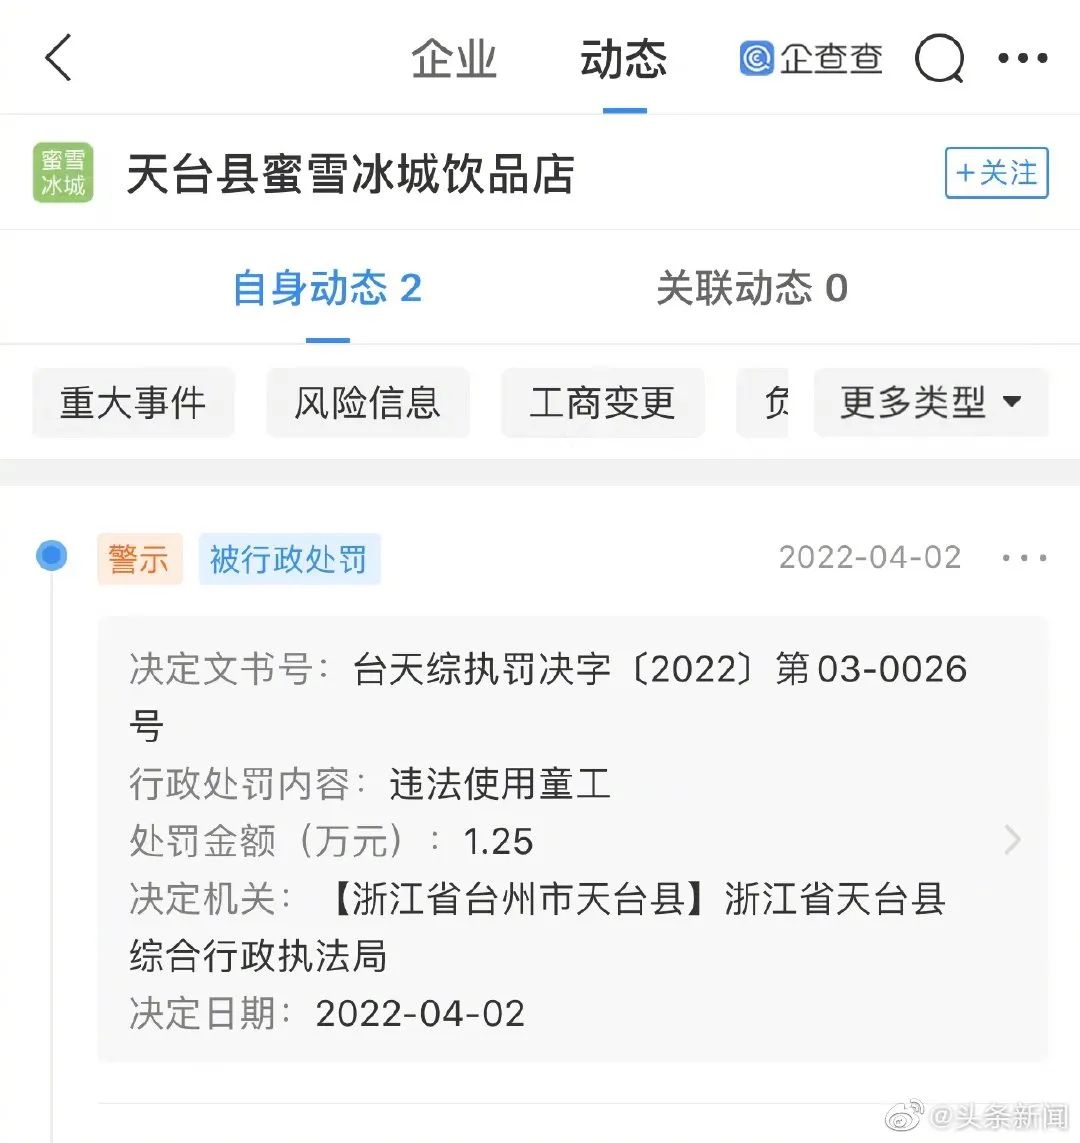 企业 动态 企查查
蜜雪
冰城
天台县蜜雪冰城饮品店
+关注
自身动态 2 关联动态 0
重大事件 风险信息 工商变更 负 更多类型
警示 被行政处罚 2022-04-02
决定文书号：台天综执罚决字〔2022〕第03-0026
号
行政处罚内容：违法使用童工
处罚金额（万元）：1.25
决定机关：【浙江省台州市天台县】浙江省天台县
综合行政执法局
决定日期：2022-04-02
@头条新闻